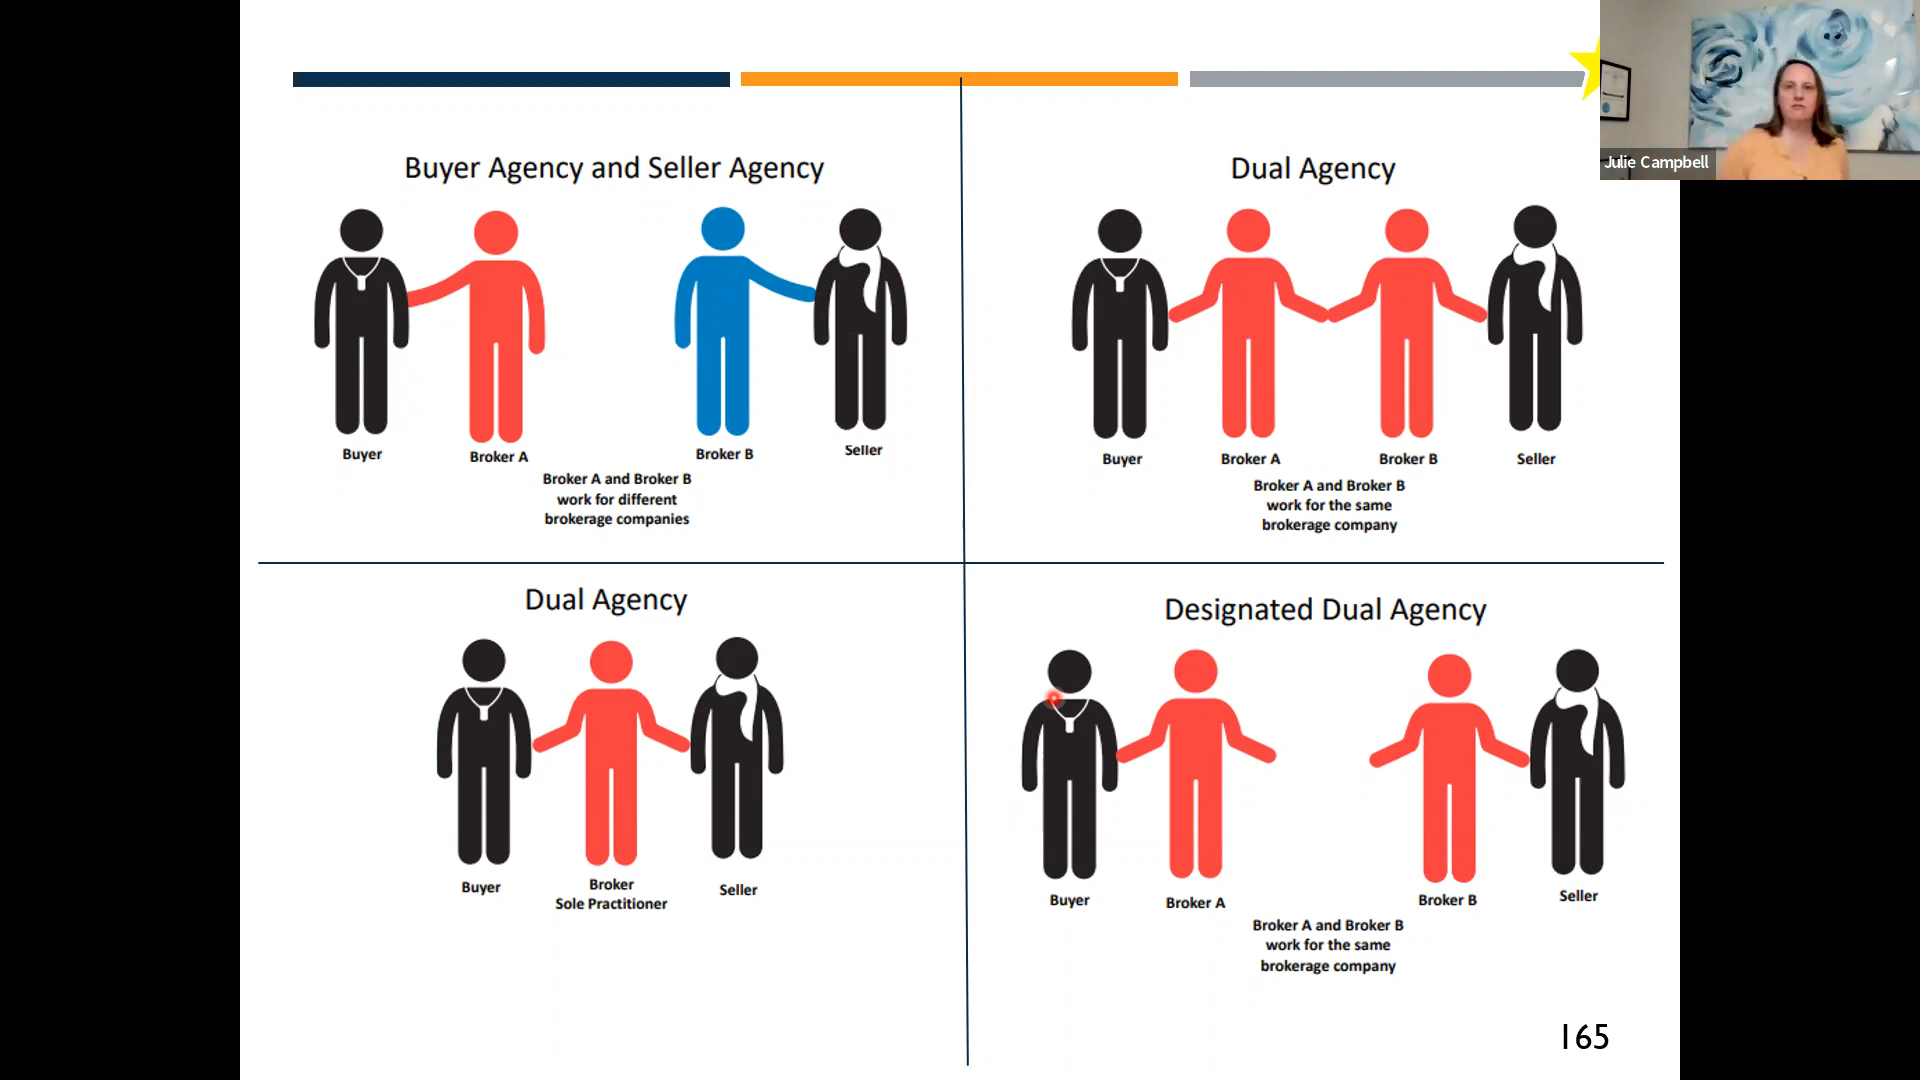 Julie Campbell
Buyer Agency and Seller Agency
Buyer
Broker A
Broker B
Seller
Broker A and Broker B
work for different
brokerage companies
Dual Agency
Buyer
Broker A
Broker B
Seller
Broker A and Broker B
work for the same
brokerage company
Dual Agency
Buyer
Broker
Sole Practitioner
Seller
Designated Dual Agency
Buyer
Broker A
Broker B
Seller
Broker A and Broker B
work for the same
brokerage company
165